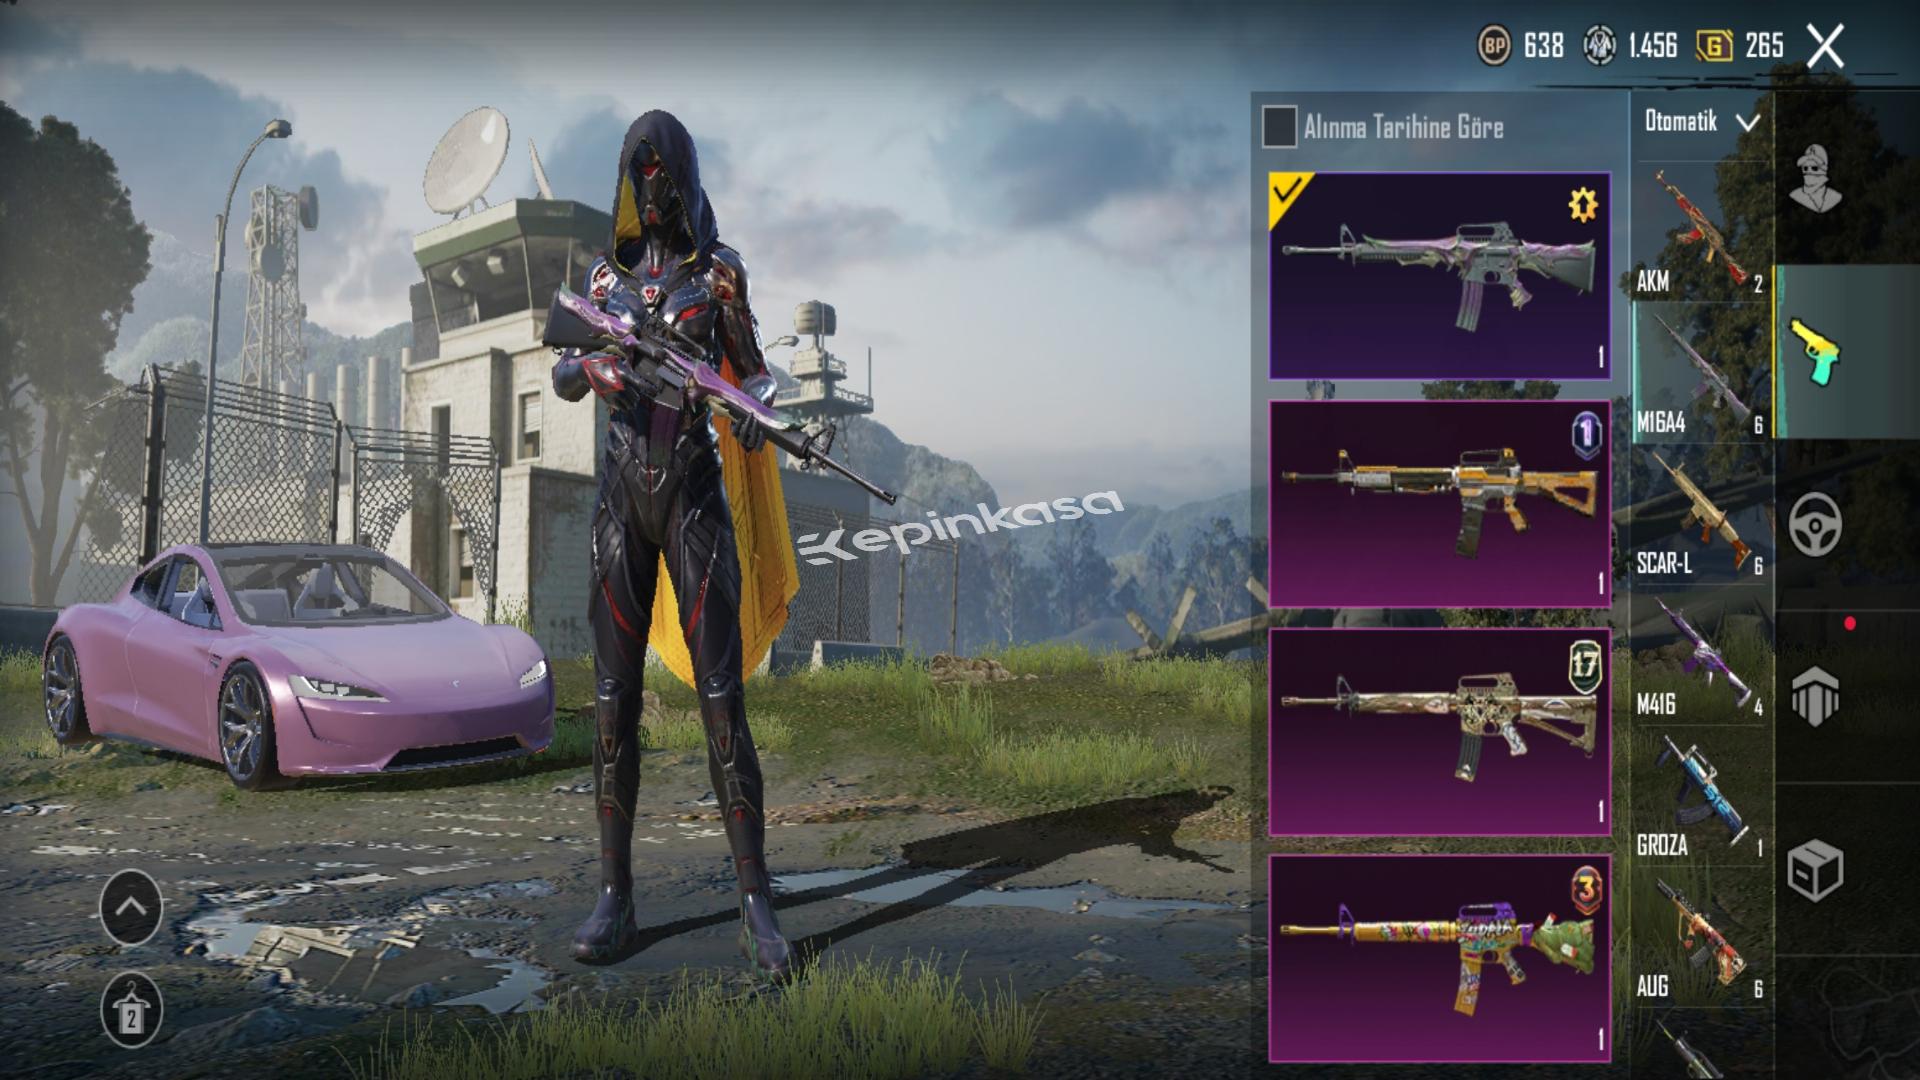 BP 638 1.456 G 265
Alınma Tarihine Göre
Otomatik
1
AKM 2
M16A4 6
1
1
SCAR-L 6
epinkasa
17
1
M416 4
GROZA 1
3
1
AUG 6
2